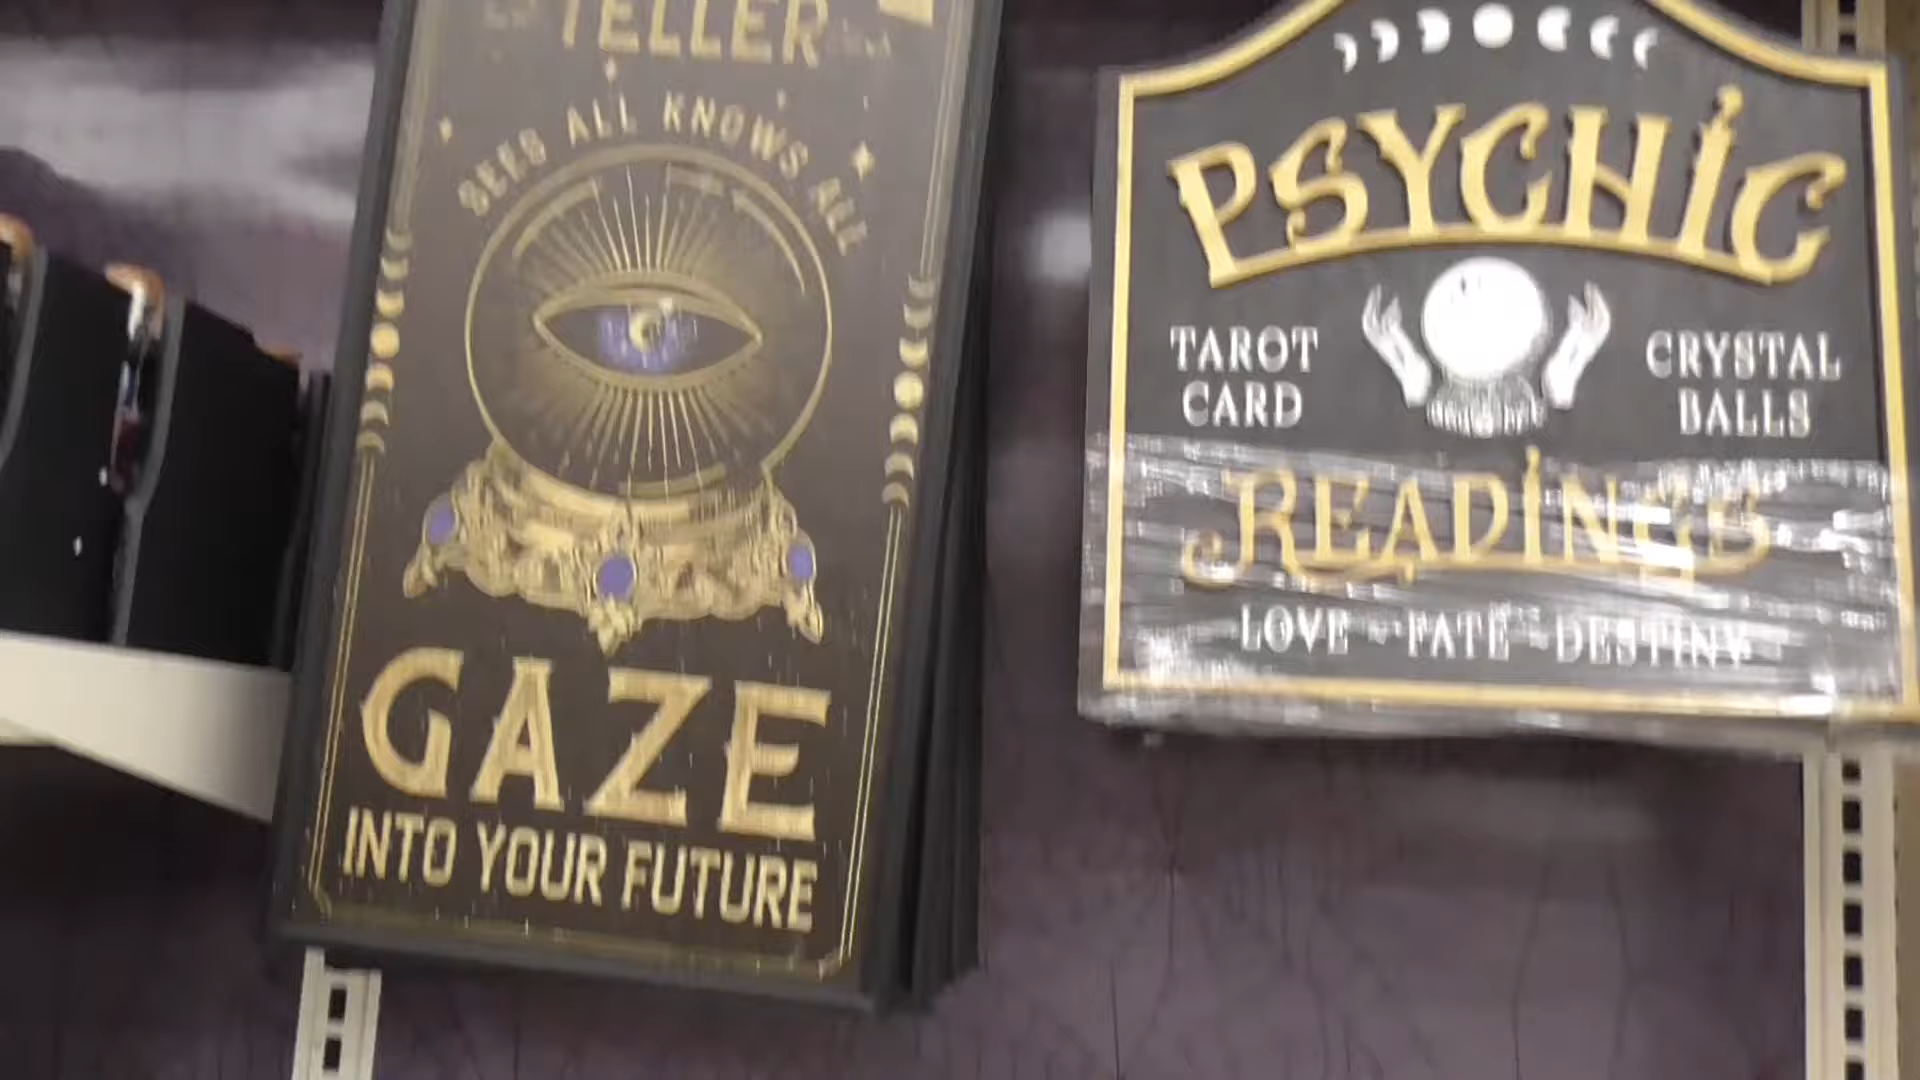 TELLER
SEES ALL KNOWS ALL
GAZE
INTO YOUR FUTURE
PSYCHIC
TAROT
CARD
CRYSTAL
BALLS
READINGS
LOVE ~ FATE ~ DESTINY